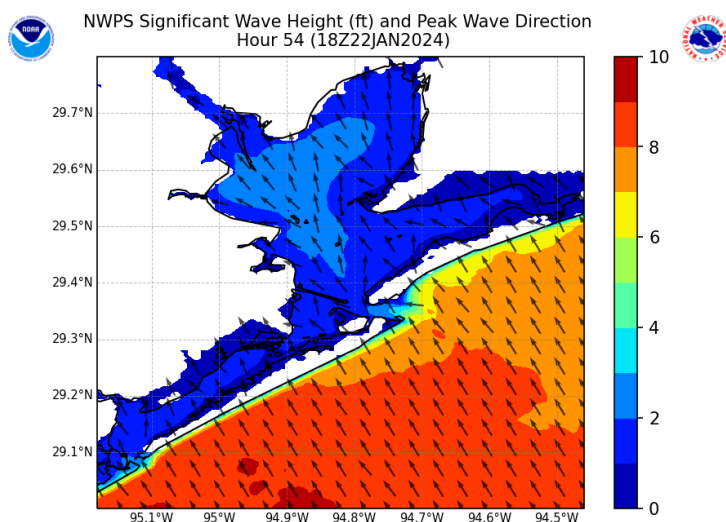 NWPS Significant Wave Height (ft) and Peak Wave Direction
Hour 54 (18Z22JAN2024)
NOAA
10
8
6
4
2
0
29.7°N
29.6°N
29.5°N
29.4°N
29.3°N
29.2°N
29.1°N
95.1°W 95°W 94.9°W 94.8°W 94.7°W 94.6°W 94.5°W